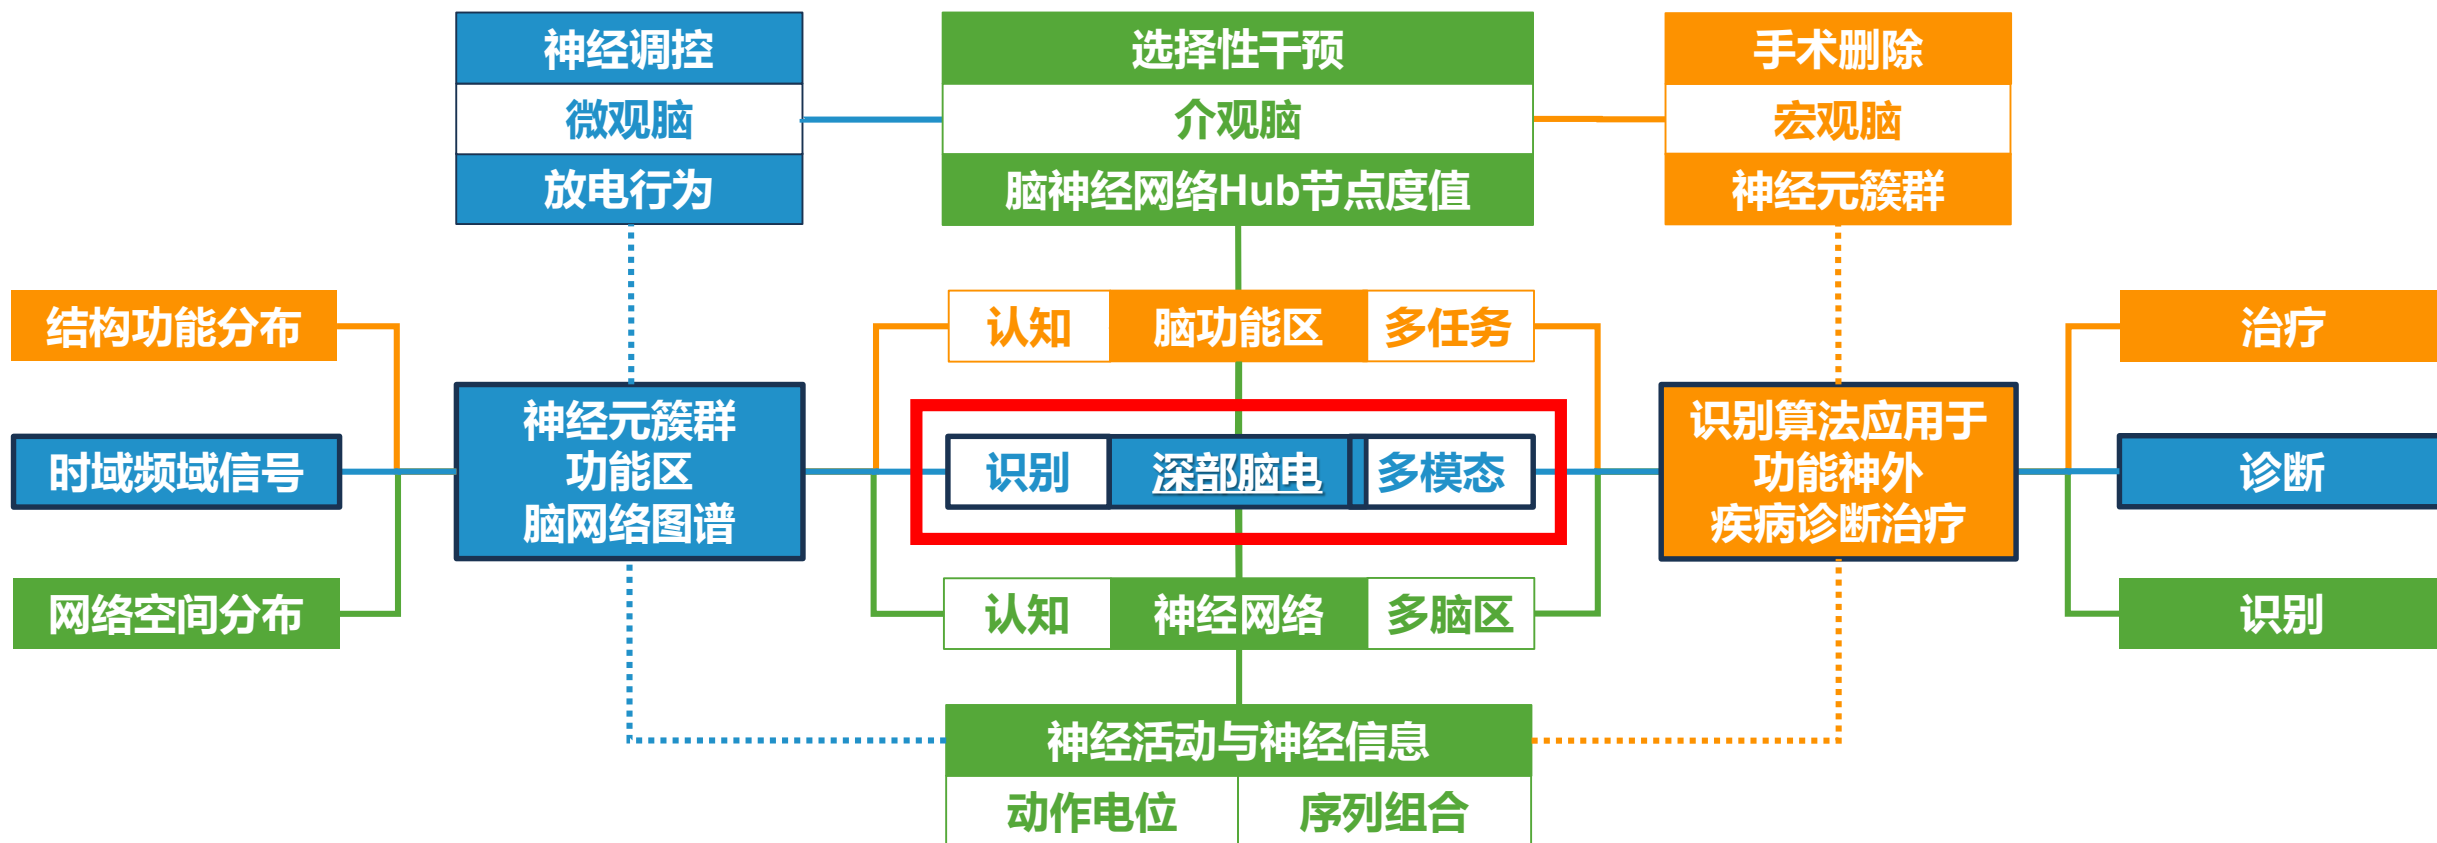 神经调控
微观脑
放电行为
选择性干预
介观脑
脑神经网络Hub节点度值
手术删除
宏观脑
神经元簇群
结构功能分布
时域频域信号
网络空间分布
神经元簇群
功能区
脑网络图谱
认知 脑功能区 多任务
识别 深部脑电 多模态
认知 神经网络 多脑区
识别算法应用于
功能神外
疾病诊断治疗
治疗
诊断
识别
神经活动与神经信息
动作电位 序列组合